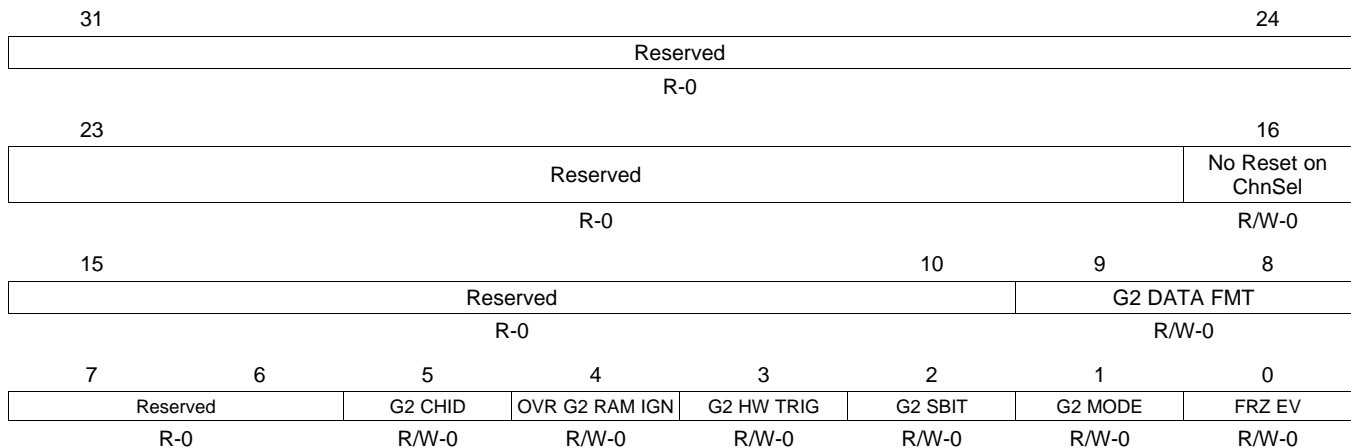 31 24
Reserved
R-0
23 16
Reserved No Reset on ChnSel
R-0 R/W-0
15 10 9 8
Reserved G2 DATA FMT
R-0 R/W-0
7 6 5 4 3 2 1 0
Reserved G2 CHID OVR G2 RAM IGN G2 HW TRIG G2 SBIT G2 MODE FRZ EV
R-0 R/W-0 R/W-0 R/W-0 R/W-0 R/W-0 R/W-0